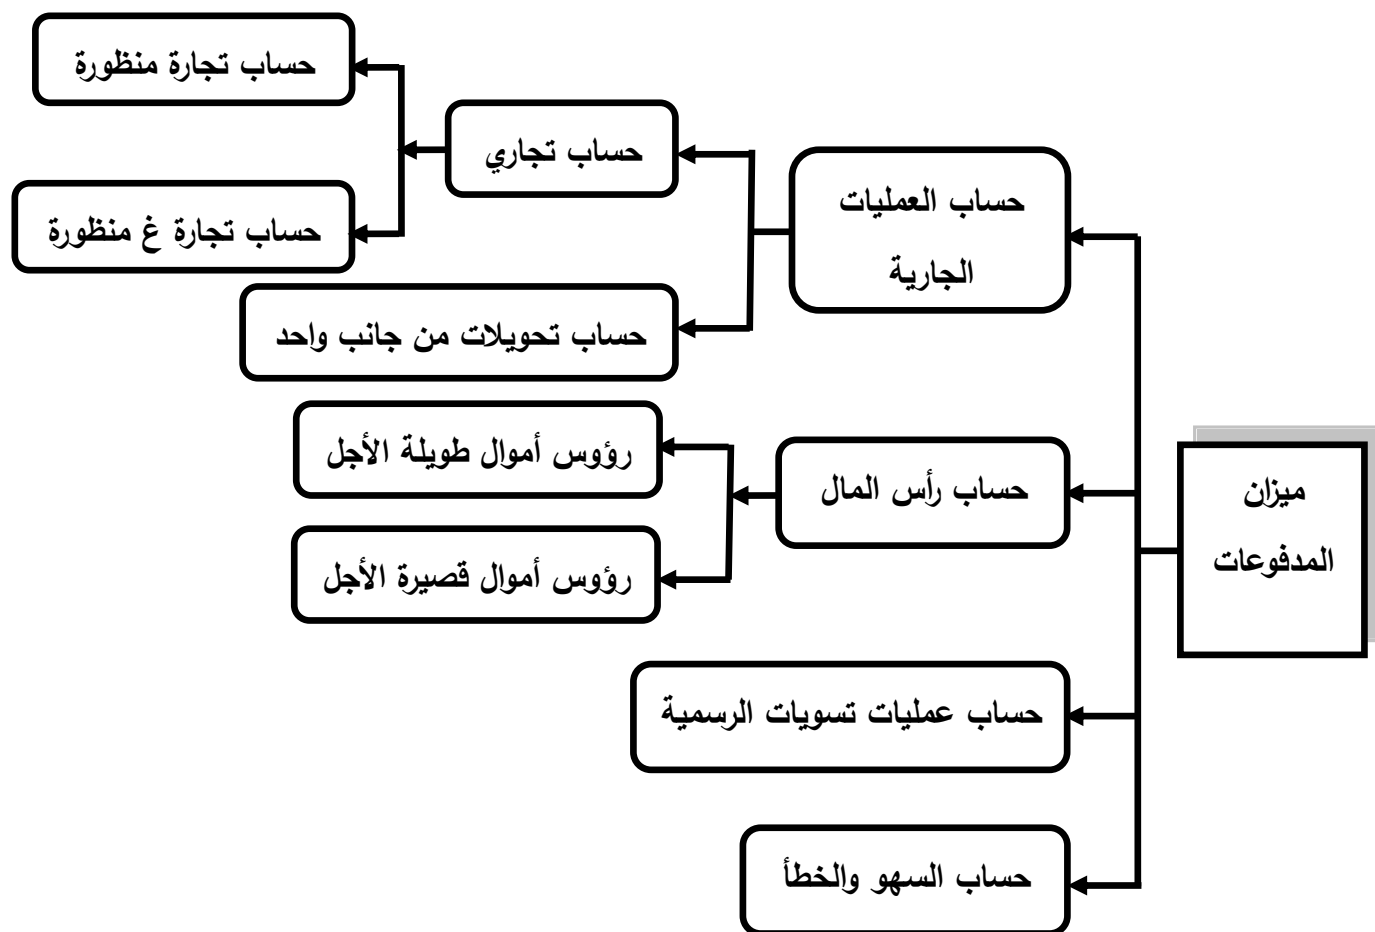 ميزان
المدفوعات
حساب العمليات
الجارية
حساب تجاري
حساب تجارة منظورة
حساب تجارة غ منظورة
حساب تحويلات من جانب واحد
حساب رأس المال
رؤوس أموال طويلة الأجل
رؤوس أموال قصيرة الأجل
حساب عمليات تسويات الرسمية
حساب السهو والخطأ